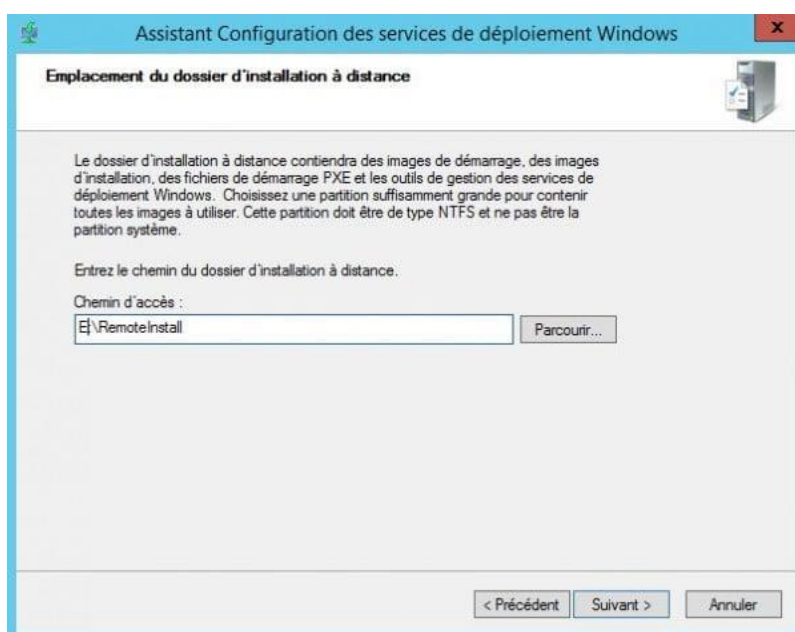 Assistant Configuration des services de déploiement Windows
x
Emplacement du dossier d'installation à distance
Le dossier d'installation à distance contiendra des images de démarrage, des images
d'installation, des fichiers de démarrage PXE et les outils de gestion des services de
déploiement Windows. Choisissez une partition suffisamment grande pour contenir
toutes les images à utiliser. Cette partition doit être de type NTFS et ne pas être la
partition système.
Entrez le chemin du dossier d'installation à distance.
Chemin d'accès :
E:\RemoteInstall
Parcourir...
< Précédent
Suivant >
Annuler